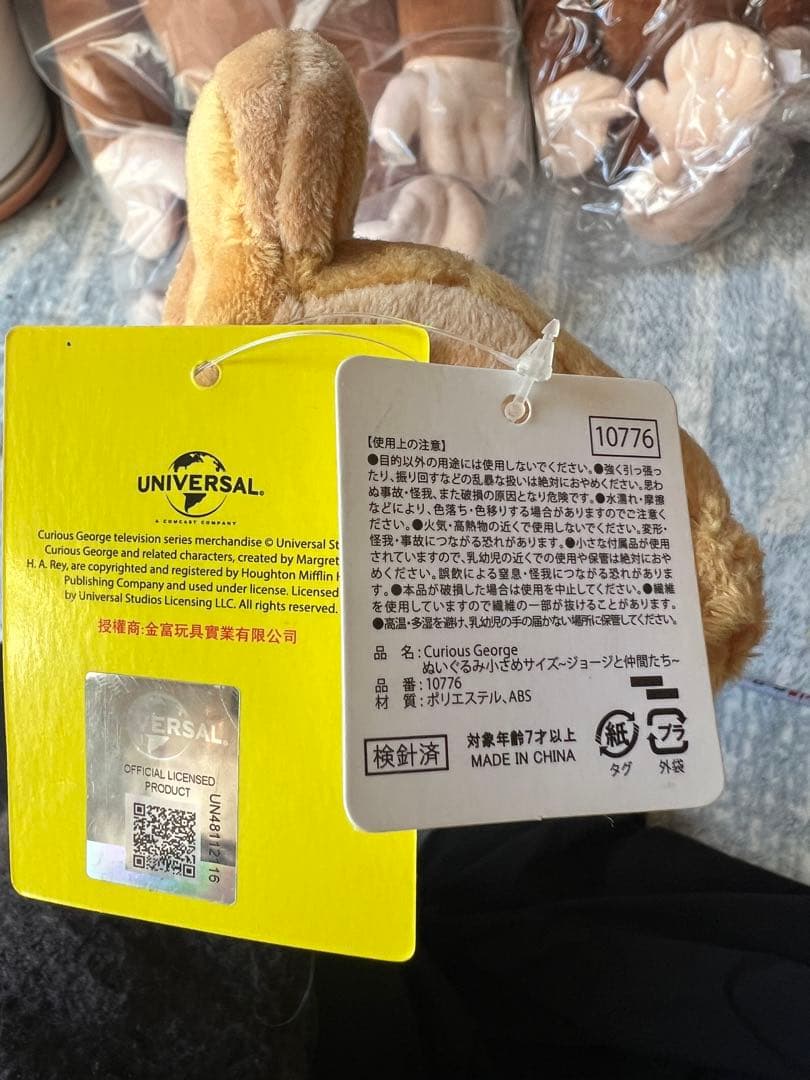 UNIVERSAL
A COMCAST COMPANY
Curious George television series merchandise © Universal St
Curious George and related characters, created by Margret
H. A. Rey, are copyrighted and registered by Houghton Mifflin H
Publishing Company and used under license. Licensed
by Universal Studios Licensing LLC. All rights reserved.
授權商:金富玩具實業有限公司
VERSAL
OFFICIAL LICENSED
PRODUCT
UN48112 16
10776
【使用上の注意】
●目的以外の用途には使用しないでください。●強く引っ張っ
たり、振り回すなどの乱暴な扱いは絶対におやめください。思わ
ぬ事故・怪我、また破損の原因となり危険です。●水濡れ・摩擦
などにより、色落ち・色移りする場合がありますのでご注意く
ださい。●火気・高熱物の近くで使用しないでください。変形・
怪我・事故につながる恐れがあります。●小さな付属品が使用
されていますので、乳幼児の近くでの使用や保管は絶対におや
めください。誤飲による窒息・怪我につながる恐れがありま
す。●本品が破損した場合は使用を中止してください。●繊維
を使用していますので繊維の一部が抜けることがあります。
●高温・多湿を避け、乳幼児の手の届かない場所に保管してください。
品 名:Curious George
ぬいぐるみ小さめサイズ~ジョージと仲間たち~
品 番:10776
材 質:ポリエステル、ABS
検針済
対象年齢7才以上
MADE IN CHINA
紙
タグ
プラ
外袋